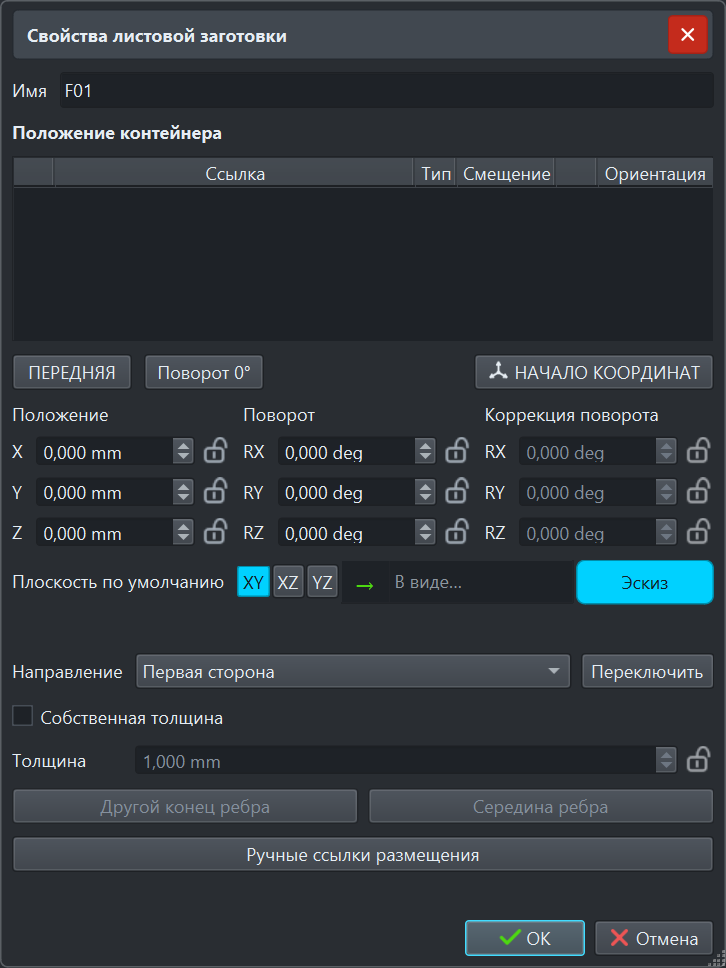 Свойства листовой заготовки
Имя F01
Положение контейнера
Ссылка Тип Смещение Ориентация
ПЕРЕДНЯЯ Поворот 0° НАЧАЛО КООРДИНАТ
Положение Поворот Коррекция поворота
X 0,000 mm RX 0,000 deg RX 0,000 deg
Y 0,000 mm RY 0,000 deg RY 0,000 deg
Z 0,000 mm RZ 0,000 deg RZ 0,000 deg
Плоскость по умолчанию XY XZ YZ → В виде... Эскиз
Направление Первая сторона Переключить
Собственная толщина
Толщина 1,000 mm
Другой конец ребра Середина ребра
Ручные ссылки размещения
OK Отмена